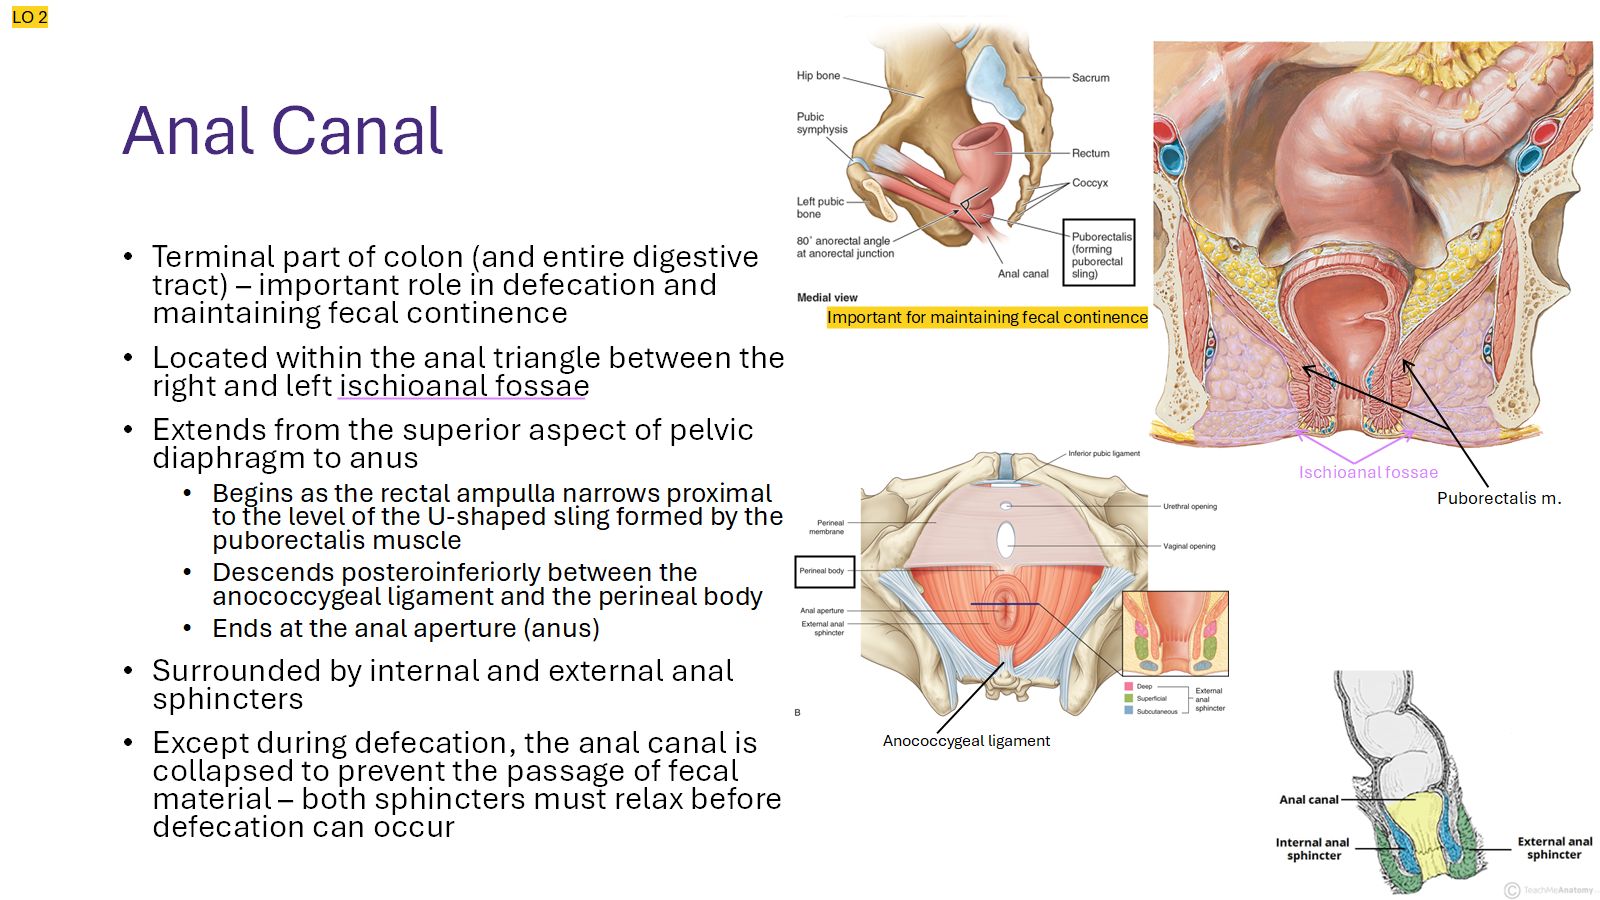 LO 2
Anal Canal
• Terminal part of colon (and entire digestive
tract) – important role in defecation and
maintaining fecal continence
• Located within the anal triangle between the
right and left ischioanal fossae
• Extends from the superior aspect of pelvic
diaphragm to anus
• Begins as the rectal ampulla narrows proximal
to the level of the U-shaped sling formed by the
puborectalis muscle
• Descends posteroinferiorly between the
anococcygeal ligament and the perineal body
• Ends at the anal aperture (anus)
• Surrounded by internal and external anal
sphincters
• Except during defecation, the anal canal is
collapsed to prevent the passage of fecal
material – both sphincters must relax before
defecation can occur
Hip bone
Pubic
symphysis
Left pubic
bone
80° anorectal angle
at anorectal junction
Sacrum
Rectum
Coccyx
Puborectalis
(forming
puborectal
sling)
Anal canal
Medial view
Important for maintaining fecal continence
Ischioanal fossae
Puborectalis m.
Inferior pubic ligament
Perineal
membrane
Urethral opening
Vaginal opening
Perineal body
Anal aperture
External anal
sphincter
Deep
Superficial
Subcutaneous
External
anal
sphincter
B
Anococcygeal ligament
Anal canal
Internal anal
sphincter
External anal
sphincter
© TeachMeAnatomy